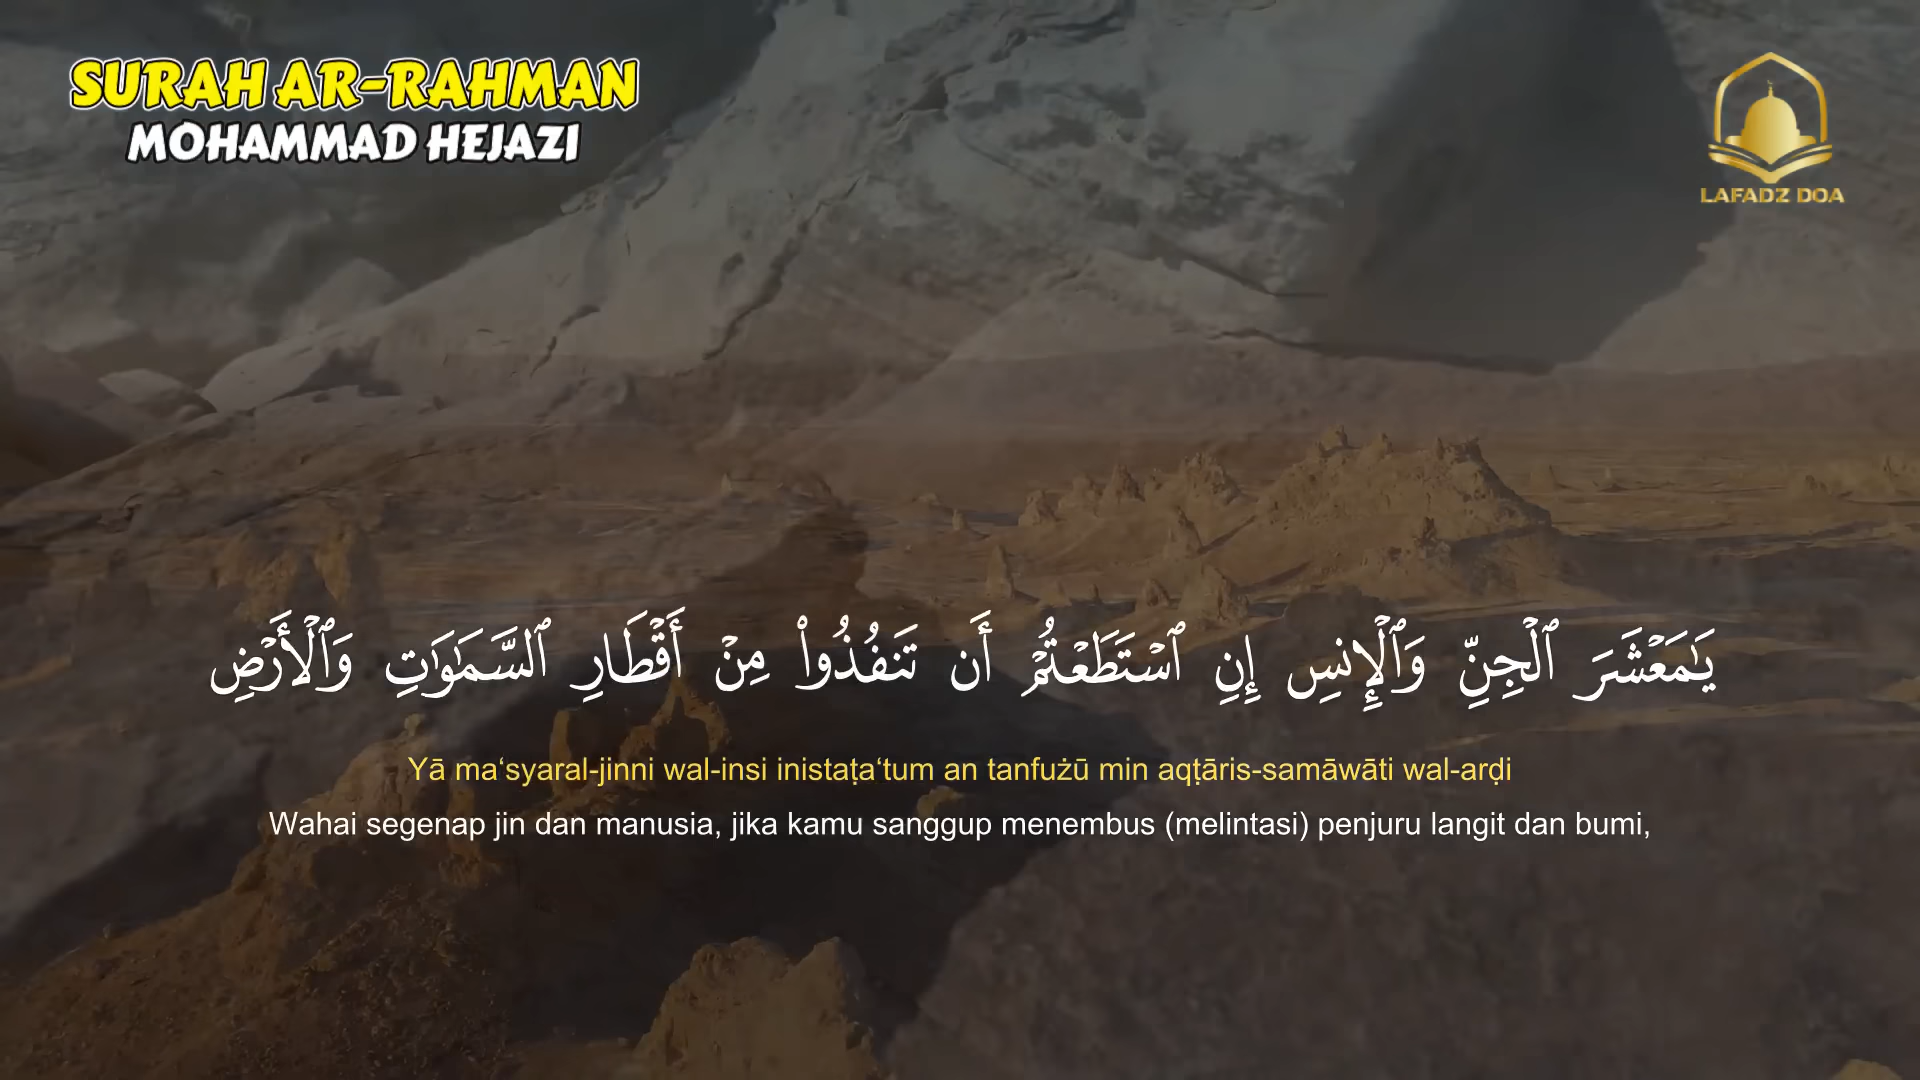 SURAH AR-RAHMAN
MOHAMMAD HEJAZI
LAFADZ DOA
يَـٰمَعْشَرَ ٱلْجِنِّ وَٱلْإِنسِ إِنِ ٱسْتَطَعْتُمْ أَن تَنفُذُوا۟ مِنْ أَقْطَارِ ٱلسَّمَـٰوَٰتِ وَٱلْأَرْضِ
Yā ma‘syaral-jinni wal-insi inistaṭa‘tum an tanfużū min aqṭāris-samāwāti wal-arḍi
Wahai segenap jin dan manusia, jika kamu sanggup menembus (melintasi) penjuru langit dan bumi,